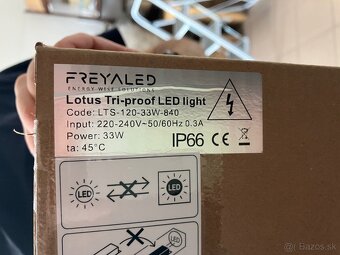 FREYALED
ENERGY WISE SOLUTIONS
Lotus Tri-proof LED light
Code: LTS-120-33W-840
Input: 220-240V~50/60Hz 0.3A
Power: 33W
ta: 45°C
IP66 CE
LED
LED
© Bazos.sk